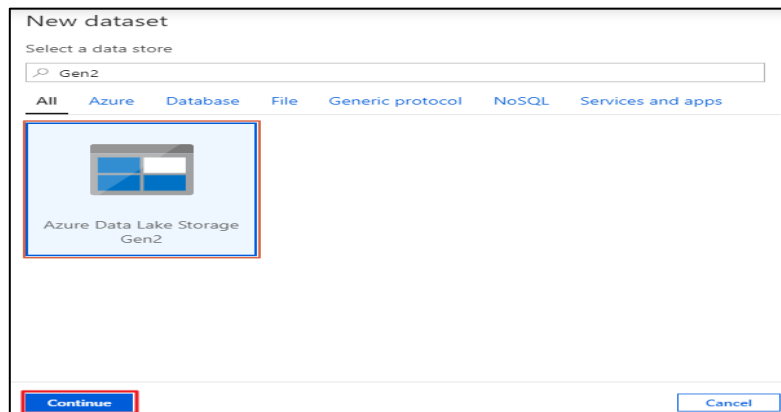 New dataset
Select a data store
Gen2
All Azure Database File Generic protocol NoSQL Services and apps
Azure Data Lake Storage
Gen2
Continue Cancel